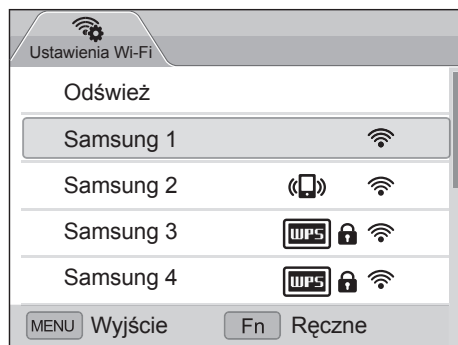 Ustawienia Wi-Fi
Odśwież
Samsung 1
Samsung 2
Samsung 3 WPS
Samsung 4 WPS
MENU Wyjście Fn Ręczne